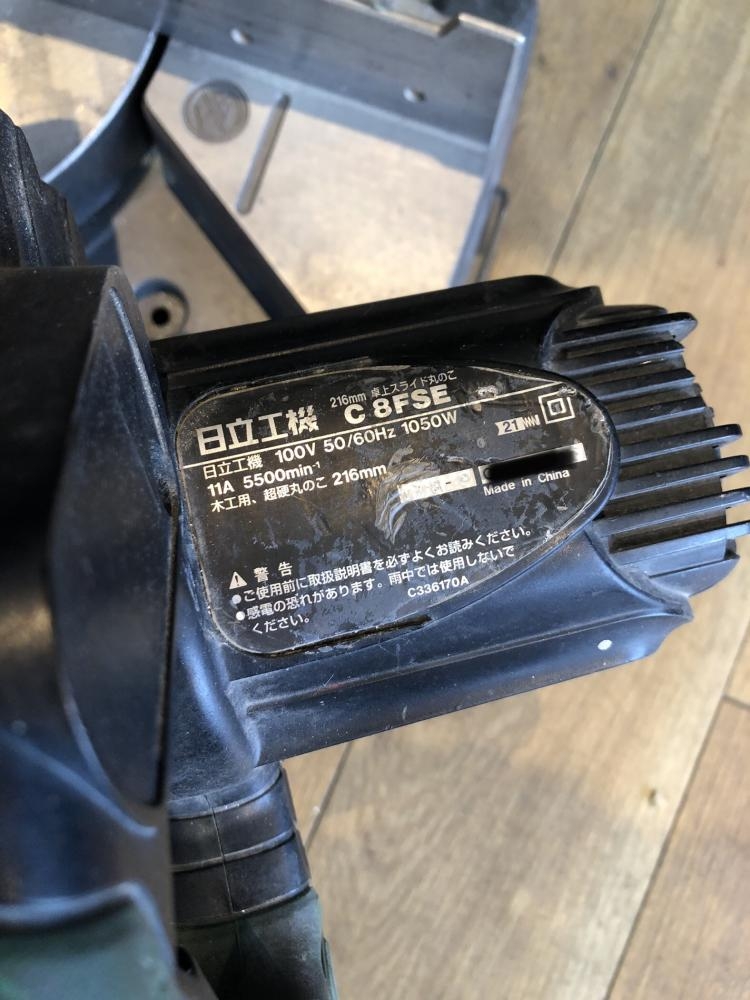 216mm 卓上スライド丸のこ
日立工機 C 8FSE
日立工機 100V 50/60Hz 1050W
11A 5500min⁻¹
木工用、超硬丸のこ 216mm
21
Made in China
警告
●ご使用前に取扱説明書を必ずよくお読みください。
●感電の恐れがあります。雨中では使用しないで
ください。
C336170A